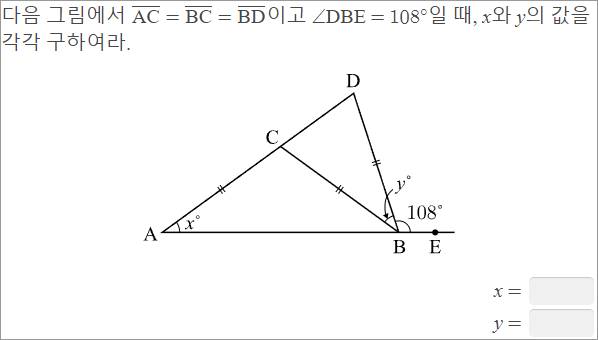 다음 그림에서 AC = BC = BD이고 ∠DBE = 108°일 때, x와 y의 값을
각각 구하여라.
D
C
y°
x°
108°
A
B
E
x =
y =